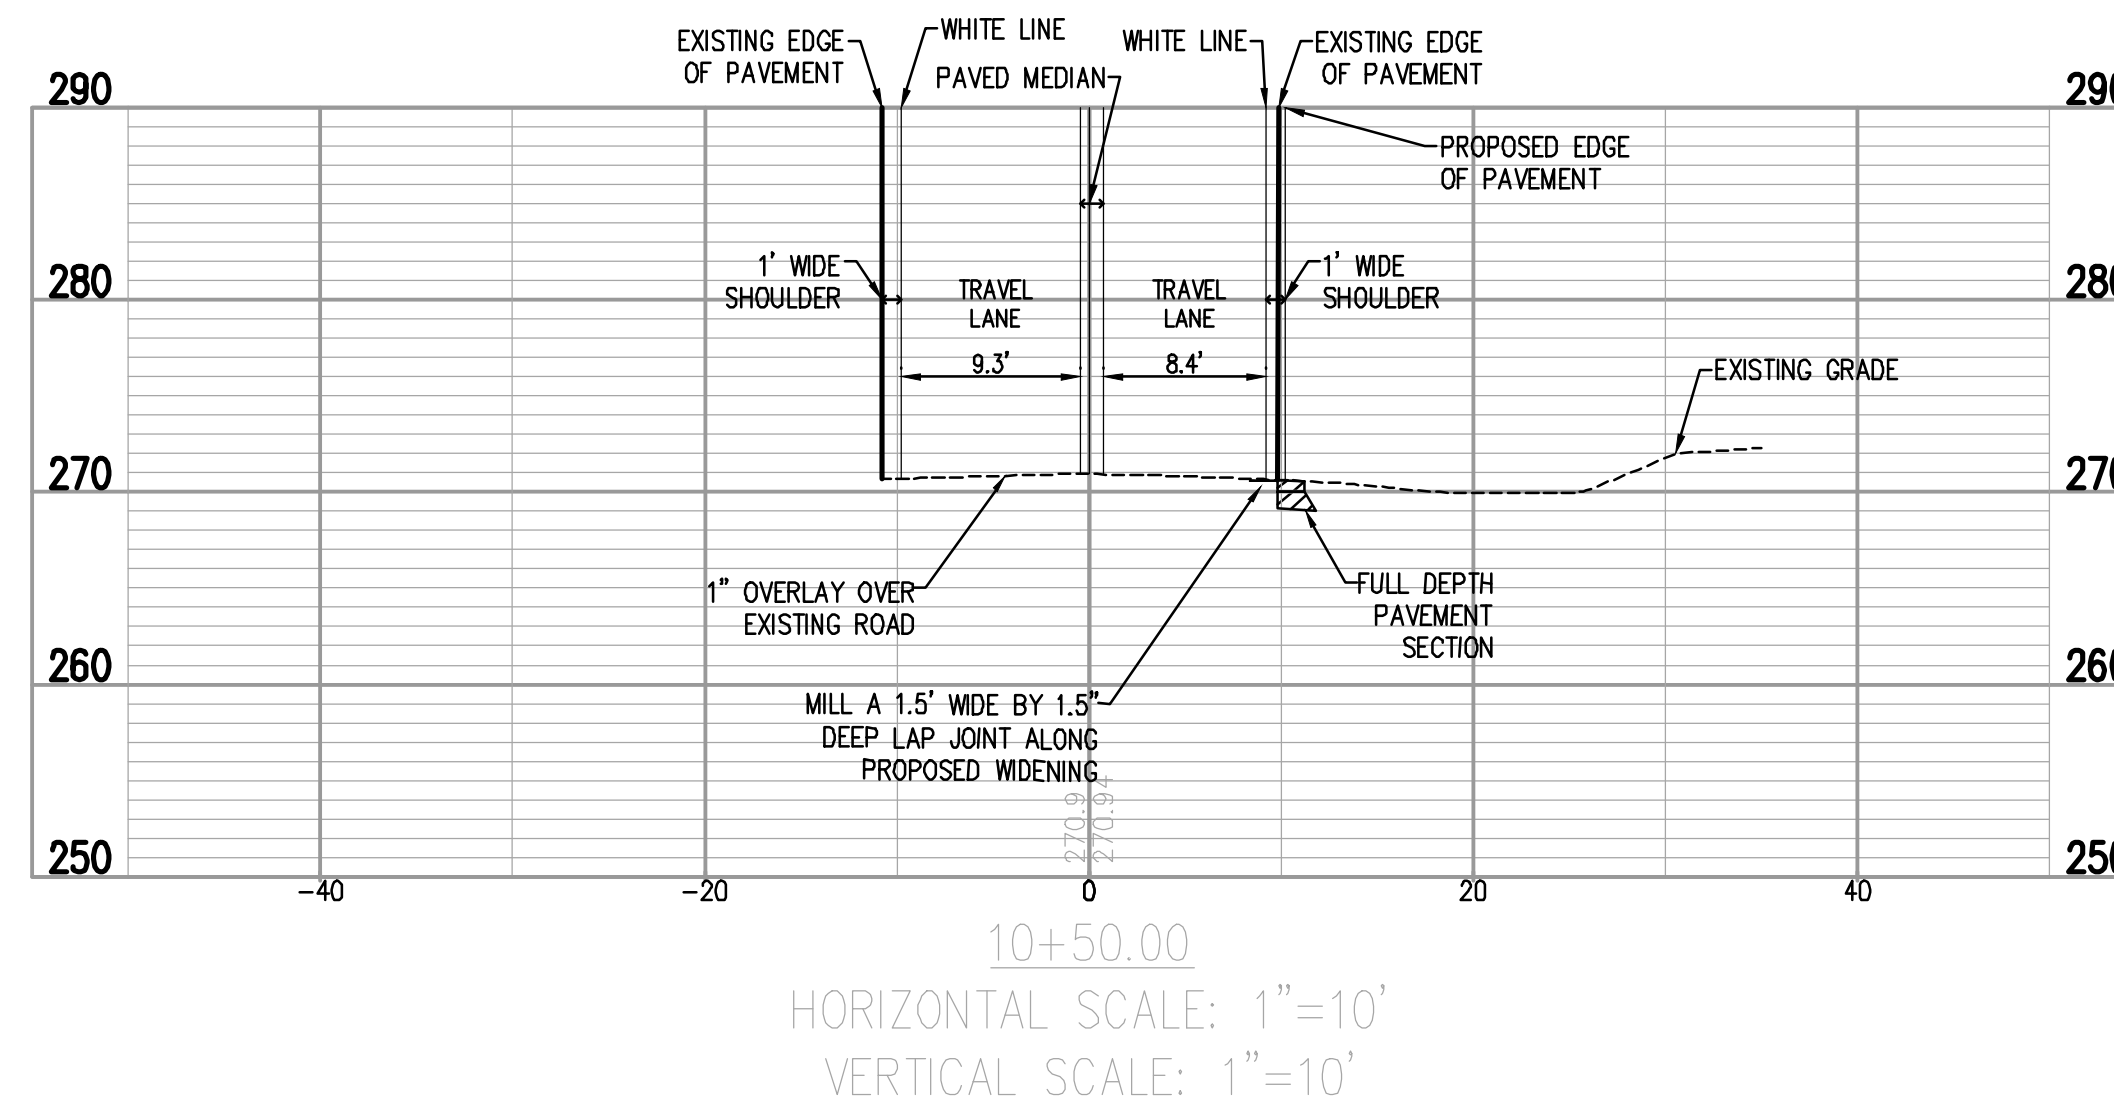 EXISTING EDGE
OF PAVEMENT
WHITE LINE
PAVED MEDIAN
WHITE LINE
EXISTING EDGE
OF PAVEMENT
290
290
PROPOSED EDGE
OF PAVEMENT
1' WIDE
SHOULDER
TRAVEL
LANE
9.3'
TRAVEL
LANE
8.4'
1' WIDE
SHOULDER
280
280
EXISTING GRADE
270
270
1" OVERLAY OVER
EXISTING ROAD
FULL DEPTH
PAVEMENT
SECTION
260
260
MILL A 1.5' WIDE BY 1.5"
DEEP LAP JOINT ALONG
PROPOSED WIDENING
270.9
270.94
250
250
-40
-20
0
20
40
10+50.00
HORIZONTAL SCALE: 1"=10'
VERTICAL SCALE: 1"=10'